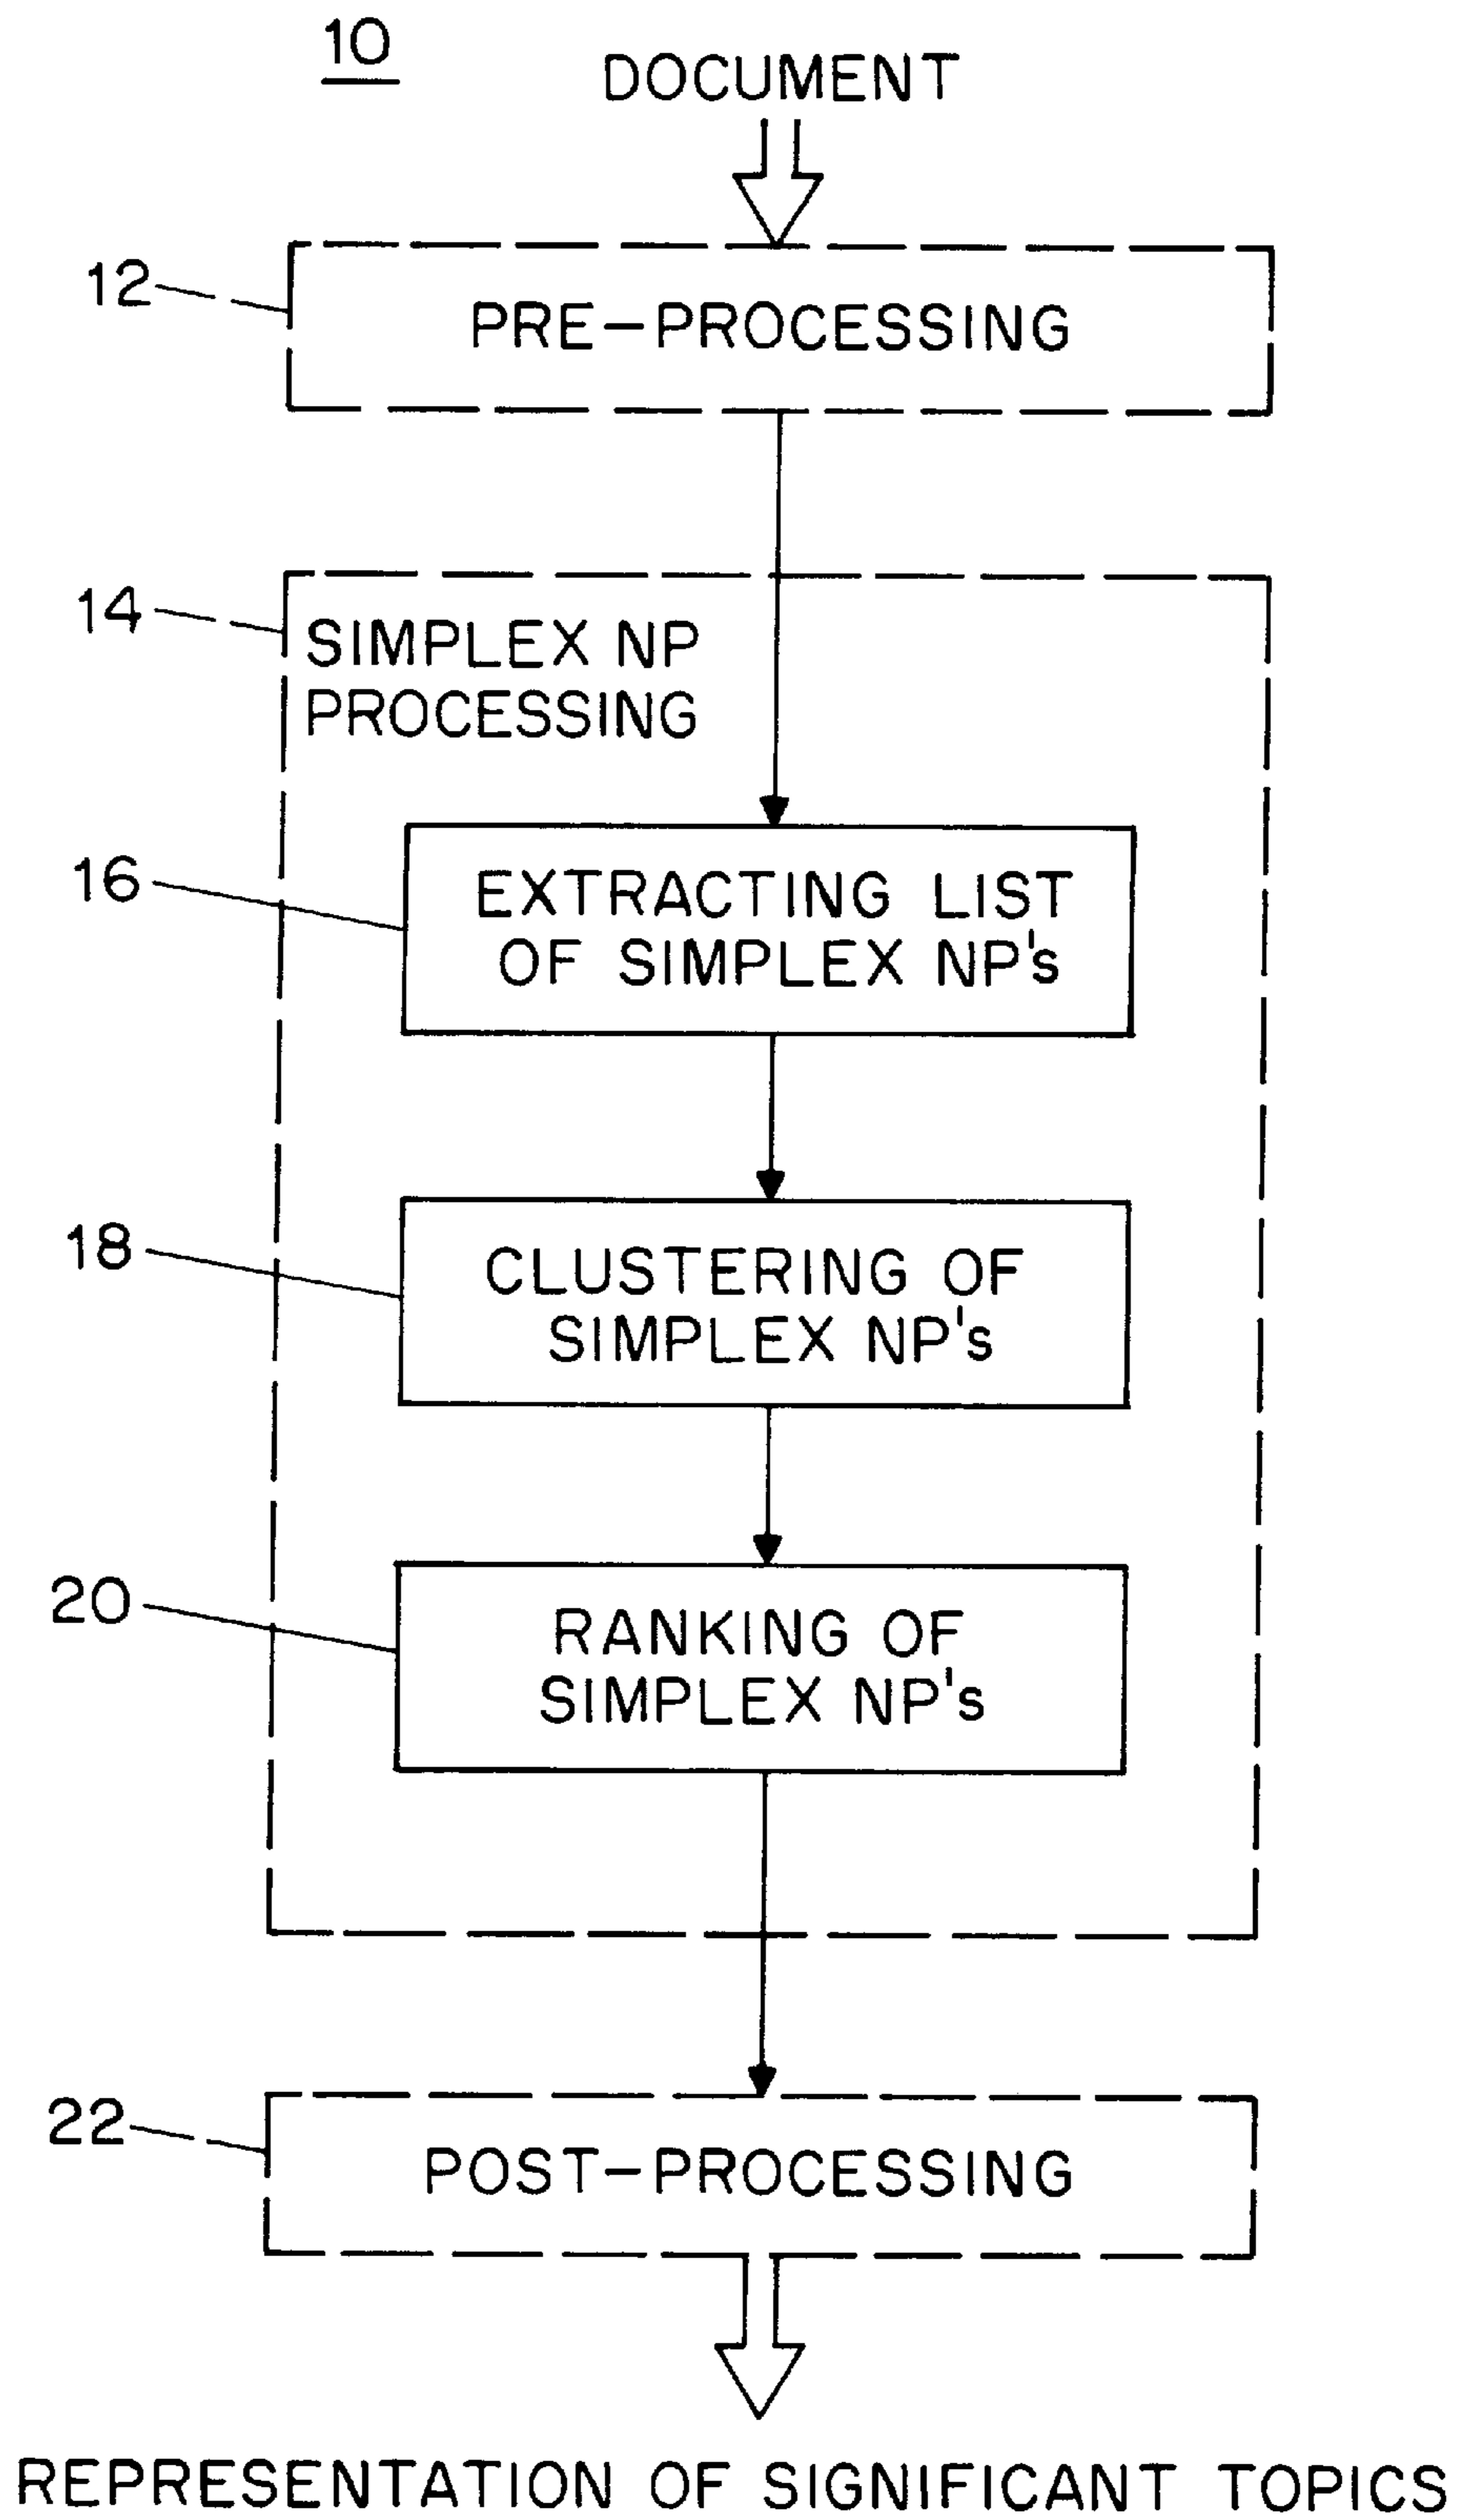 10
DOCUMENT
12
PRE-PROCESSING
14
SIMPLEX NP
PROCESSING
16
EXTRACTING LIST
OF SIMPLEX NP's
18
CLUSTERING OF
SIMPLEX NP's
20
RANKING OF
SIMPLEX NP's
22
POST-PROCESSING
REPRESENTATION OF SIGNIFICANT TOPICS